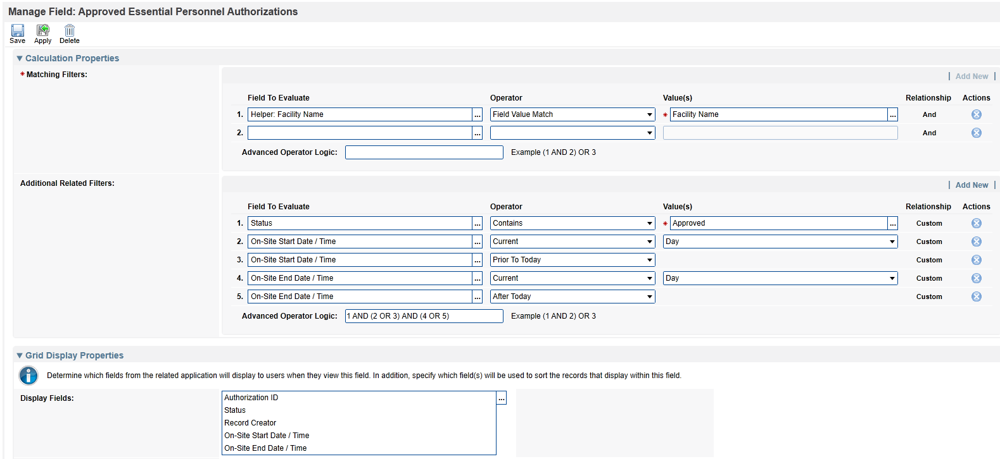 Manage Field: Approved Essential Personnel Authorizations
Save Apply Delete
Calculation Properties
* Matching Filters:
Add New
Field To Evaluate Operator Value(s) Relationship Actions
1. Helper: Facility Name ... Field Value Match * Facility Name ... And
2. ... And
Advanced Operator Logic: Example (1 AND 2) OR 3
Additional Related Filters:
Add New
Field To Evaluate Operator Value(s) Relationship Actions
1. Status ... Contains * Approved ... Custom
2. On-Site Start Date / Time ... Current Day Custom
3. On-Site Start Date / Time ... Prior To Today Custom
4. On-Site End Date / Time ... Current Day Custom
5. On-Site End Date / Time ... After Today Custom
Advanced Operator Logic: 1 AND (2 OR 3) AND (4 OR 5) Example (1 AND 2) OR 3
Grid Display Properties
Determine which fields from the related application will display to users when they view this field. In addition, specify which field(s) will be used to sort the records that display within this field.
Display Fields:
Authorization ID ...
Status
Record Creator
On-Site Start Date / Time
On-Site End Date / Time